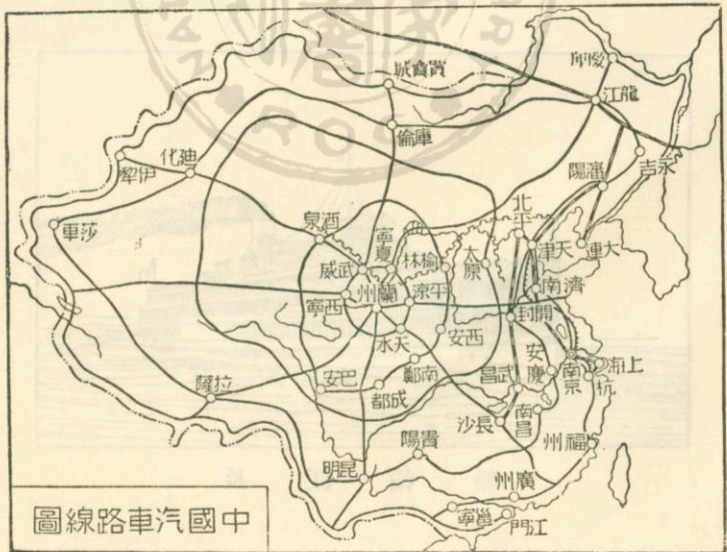 買賣城
龍江
庫倫
永吉
瀋陽
迪化
伊犂
莎車
酒泉
寧夏
北平
天津
大連
榆林
太原
武威
蘭州
平涼
西寧
濟南
開封
天水
西安
南鄭
安慶
南京
上海
杭
拉薩
巴安
成都
武昌
南昌
長沙
貴陽
昆明
福州
廣州
邕寧
江門
中國汽車路線圖